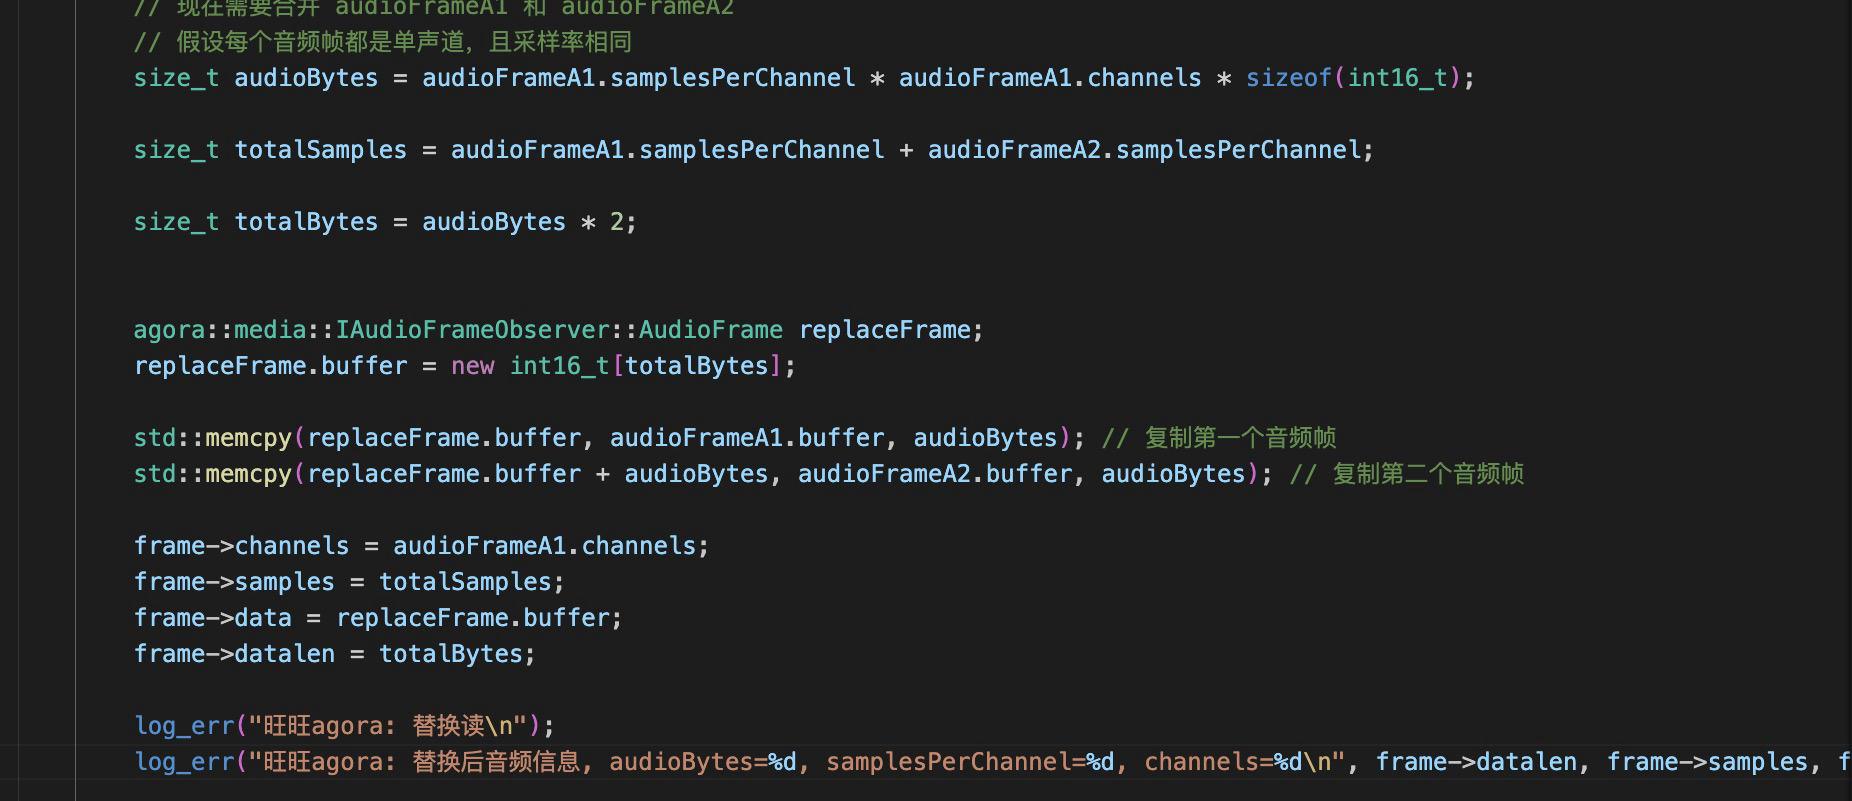 // 现在需要合并 audioFrameA1 和 audioFrameA2
// 假设每个音频帧都是单声道，且采样率相同
size_t audioBytes = audioFrameA1.samplesPerChannel * audioFrameA1.channels * sizeof(int16_t);
size_t totalSamples = audioFrameA1.samplesPerChannel + audioFrameA2.samplesPerChannel;
size_t totalBytes = audioBytes * 2;
agora::media::IAudioFrameObserver::AudioFrame replaceFrame;
replaceFrame.buffer = new int16_t[totalBytes];
std::memcpy(replaceFrame.buffer, audioFrameA1.buffer, audioBytes); // 复制第一个音频帧
std::memcpy(replaceFrame.buffer + audioBytes, audioFrameA2.buffer, audioBytes); // 复制第二个音频帧
frame->channels = audioFrameA1.channels;
frame->samples = totalSamples;
frame->data = replaceFrame.buffer;
frame->datalen = totalBytes;
log_err("旺旺agora: 替换读\n");
log_err("旺旺agora: 替换后音频信息, audioBytes=%d, samplesPerChannel=%d, channels=%d\n", frame->datalen, frame->samples, f